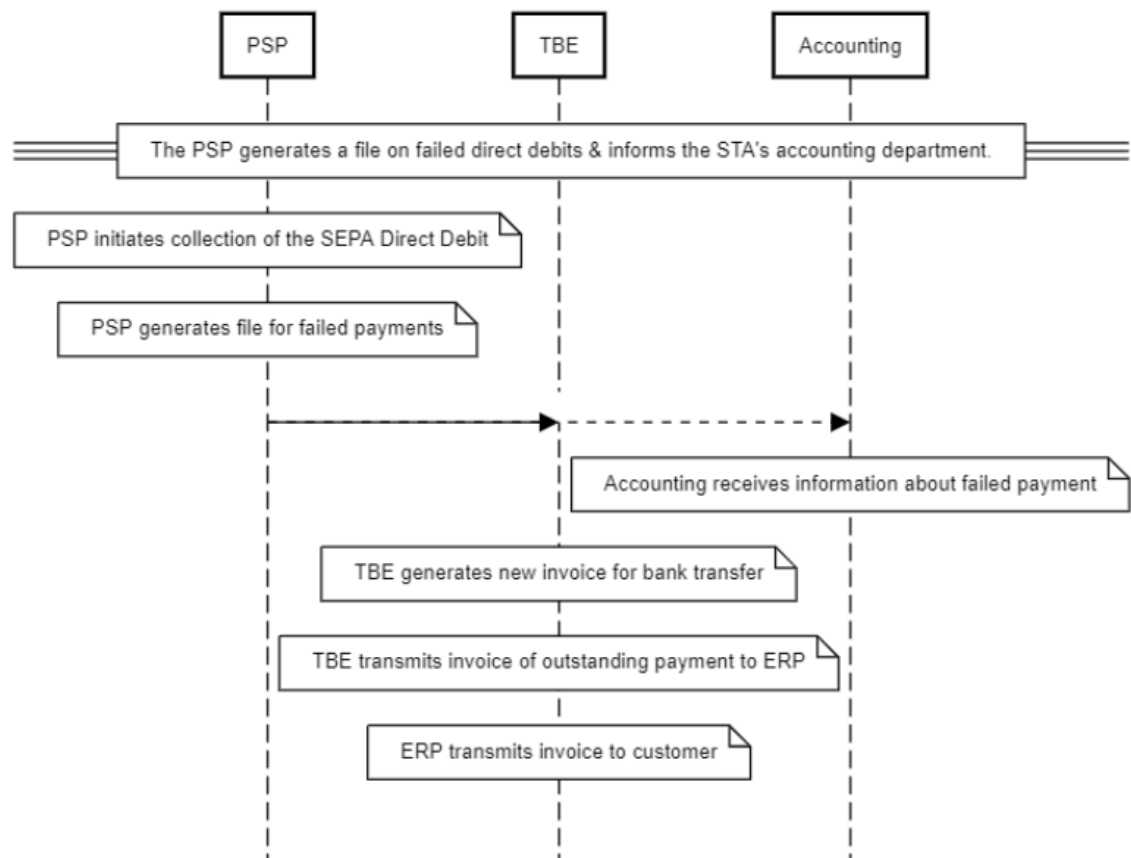 PSP
TBE
Accounting
The PSP generates a file on failed direct debits & informs the STA's accounting department.
PSP initiates collection of the SEPA Direct Debit
PSP generates file for failed payments
Accounting receives information about failed payment
TBE generates new invoice for bank transfer
TBE transmits invoice of outstanding payment to ERP
ERP transmits invoice to customer